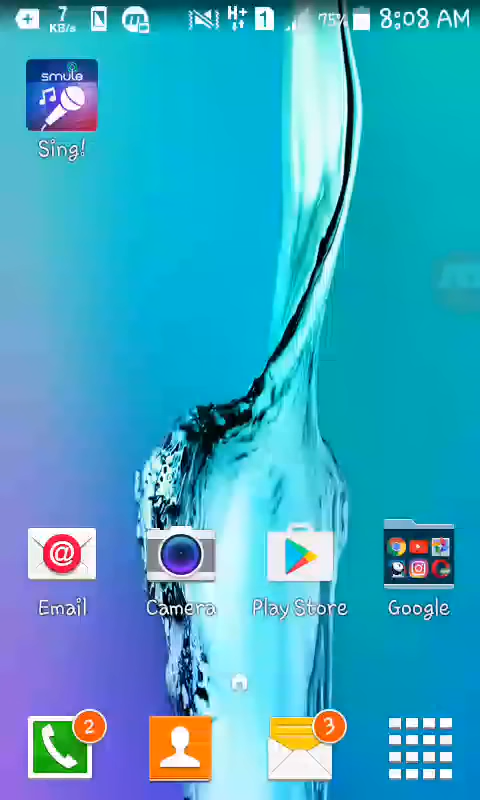 7
KB/s
H+
1
75%
8:08 AM
smule
Sing!
@
Email
Camera
Play Store
Google
2
3